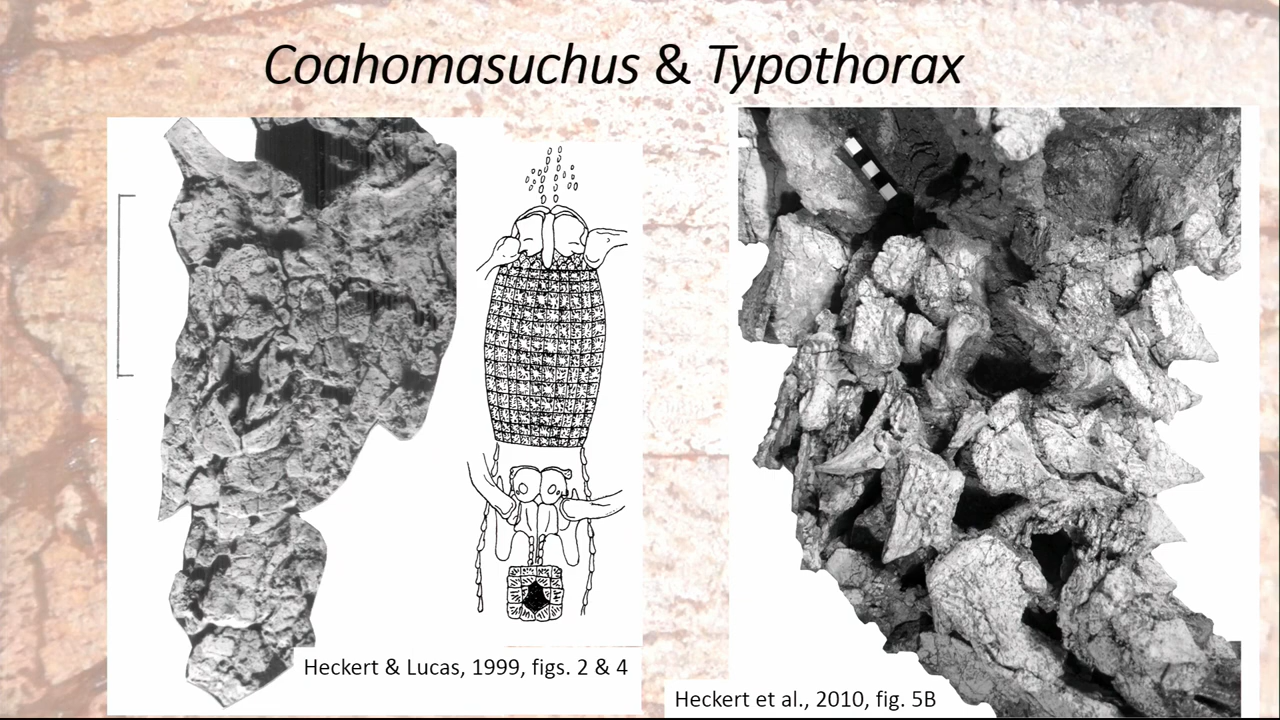 Coahomasuchus & Typothorax
Heckert & Lucas, 1999, figs. 2 & 4
Heckert et al., 2010, fig. 5B